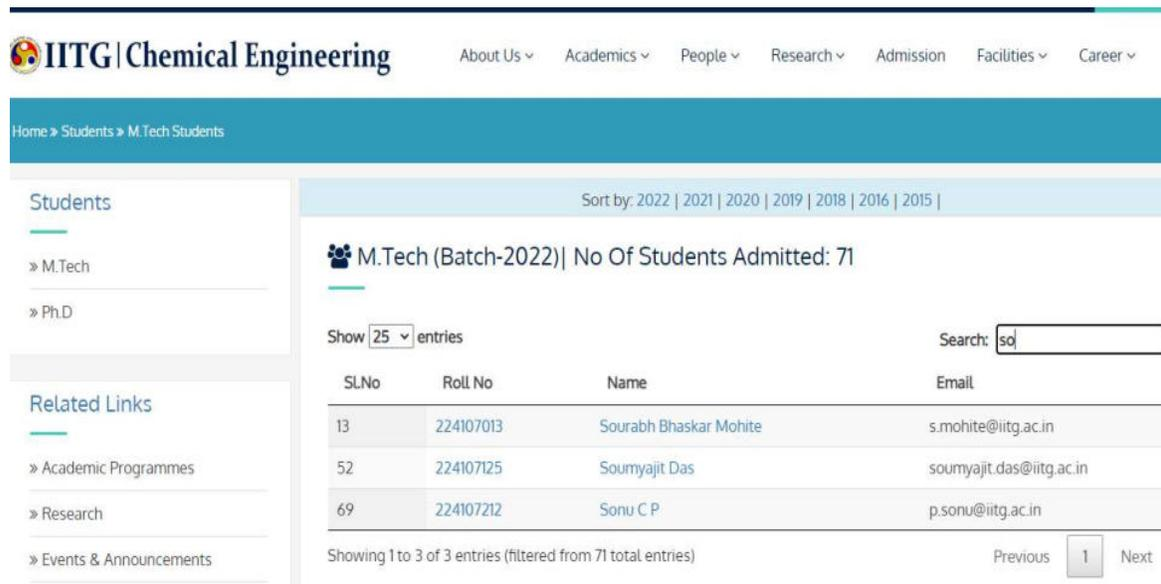 IITG | Chemical Engineering
About Us Academics People Research Admission Facilities Career
Home » Students » M.Tech Students
Students
» M.Tech
» Ph.D
Related Links
» Academic Programmes
» Research
» Events & Announcements
Sort by: 2022 | 2021 | 2020 | 2019 | 2018 | 2016 | 2015 |
M.Tech (Batch-2022)| No Of Students Admitted: 71
Show 25 entries Search: so
Sl.No Roll No Name Email
13 224107013 Sourabh Bhaskar Mohite s.mohite@iitg.ac.in
52 224107125 Soumyajit Das soumyajit.das@iitg.ac.in
69 224107212 Sonu C P p.sonu@iitg.ac.in
Showing 1 to 3 of 3 entries (filtered from 71 total entries) Previous 1 Next